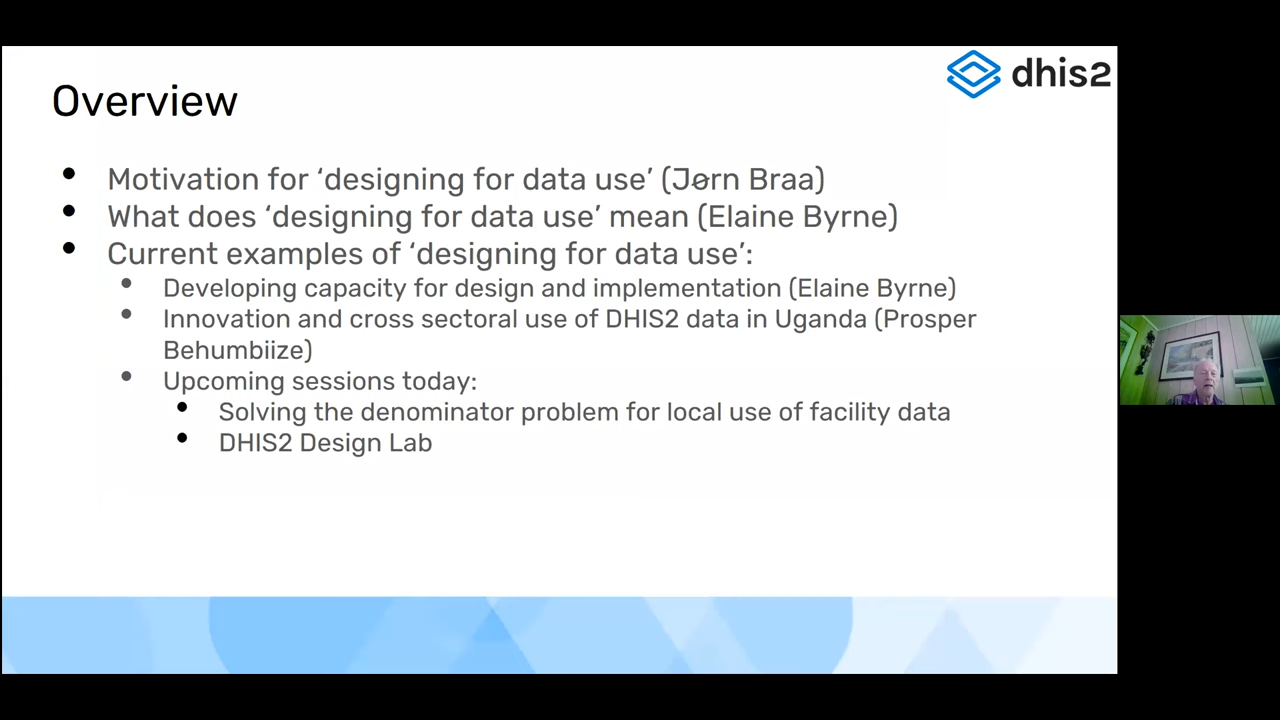 dhis2
Overview
Motivation for ‘designing for data use’ (Jørn Braa)
What does ‘designing for data use’ mean (Elaine Byrne)
Current examples of ‘designing for data use’:
Developing capacity for design and implementation (Elaine Byrne)
Innovation and cross sectoral use of DHIS2 data in Uganda (Prosper
Behumbiize)
Upcoming sessions today:
Solving the denominator problem for local use of facility data
DHIS2 Design Lab